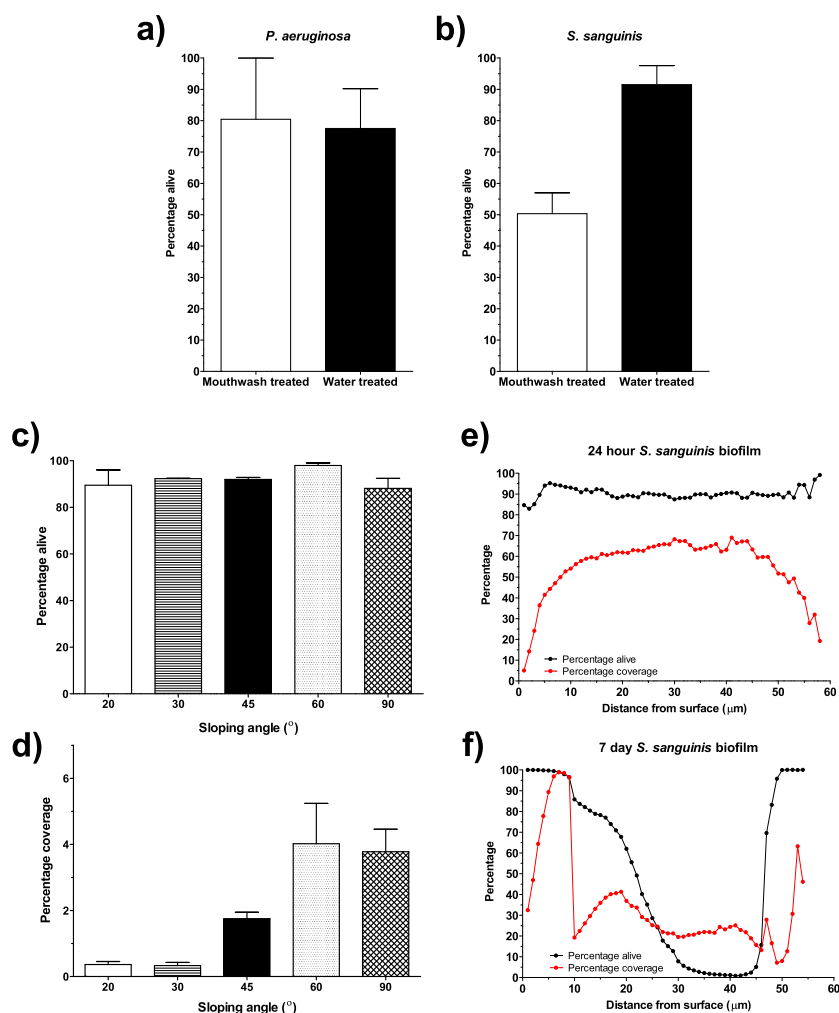 a)
P. aeruginosa
Percentage alive
100
90
80
70
60
50
40
30
20
10
0
Mouthwash treated Water treated
b)
S. sanguinis
Percentage alive
100
90
80
70
60
50
40
30
20
10
0
Mouthwash treated Water treated
c)
Percentage alive
100
80
60
40
20
0
20 30 45 60 90
Sloping angle (o)
d)
Percentage coverage
6
4
2
0
20 30 45 60 90
Sloping angle (o)
e)
24 hour S. sanguinis biofilm
Percentage
100
90
80
70
60
50
40
30
20
10
0
Percentage alive
Percentage coverage
0 10 20 30 40 50 60
Distance from surface (μm)
f)
7 day S. sanguinis biofilm
Percentage
100
90
80
70
60
50
40
30
20
10
0
Percentage alive
Percentage coverage
0 10 20 30 40 50 60
Distance from surface (μm)